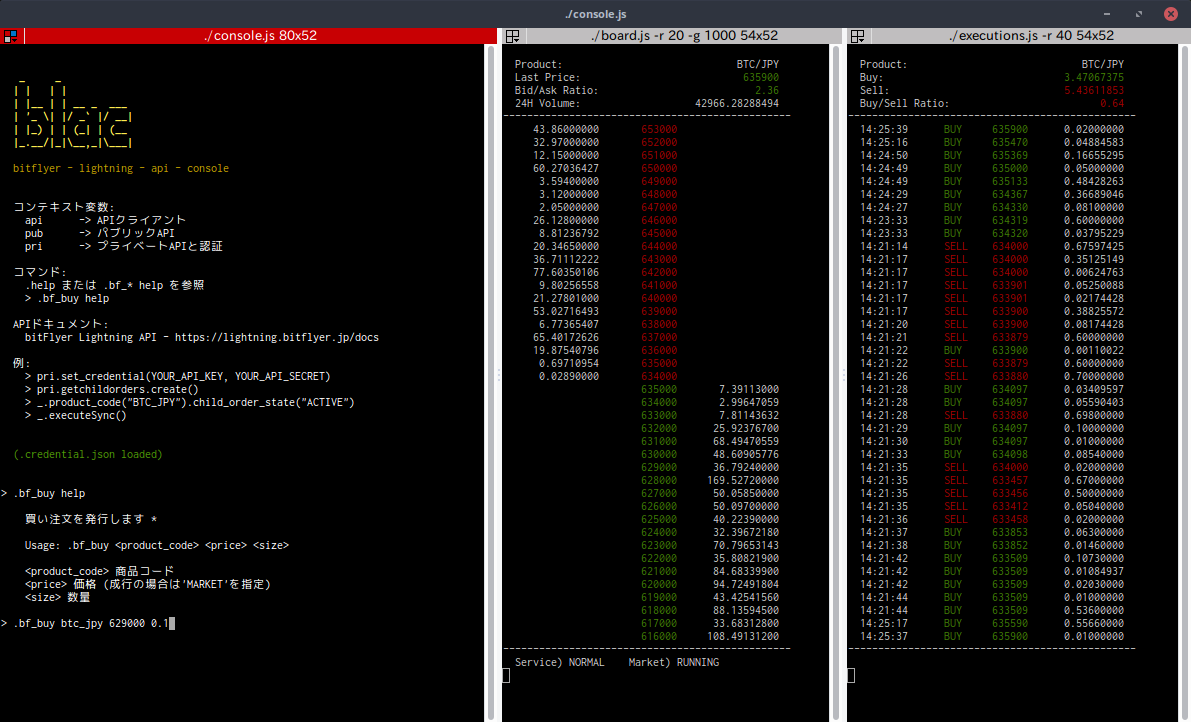 ./console.js
./console.js 80x52
blac
bitflyer - lightning - api - console
コンテキスト変数:
api -> APIクライアント
pub -> パブリックAPI
pri -> プライベートAPIと認証
コマンド:
.help または .bf_* help を参照
> .bf_buy help
APIドキュメント:
bitFlyer Lightning API - https://lightning.bitflyer.jp/docs
例:
> pri.set_credential(YOUR_API_KEY, YOUR_API_SECRET)
> pri.getchildorders.create()
> _.product_code("BTC_JPY").child_order_state("ACTIVE")
> _.executeSync()
(.credential.json loaded)
> .bf_buy help
買い注文を発行します *
Usage: .bf_buy <product_code> <price> <size>
<product_code> 商品コード
<price> 価格 (成行の場合は'MARKET'を指定)
<size> 数量
> .bf_buy btc_jpy 629000 0.1
./board.js -r 20 -g 1000 54x52
Product: BTC/JPY
Last Price: 635900
Bid/Ask Ratio: 2.36
24H Volume: 42966.28288494
43.86000000 653000
32.97000000 652000
12.15000000 651000
60.27036427 650000
3.59400000 649000
3.12000000 648000
2.05000000 647000
26.12800000 646000
8.81236792 645000
20.34650000 644000
36.71112222 643000
77.60350106 642000
9.80256558 641000
21.27801000 640000
53.02716493 639000
6.77365407 638000
65.40172626 637000
19.87540796 636000
0.69710954 635000
0.02890000 634000
635000 7.39113000
634000 2.99647059
633000 7.81143632
632000 25.92376700
631000 68.49470559
630000 48.60905776
629000 36.79240000
628000 169.52720000
627000 50.05850000
626000 50.09700000
625000 40.22390000
624000 32.39672180
623000 70.79653143
622000 35.80821900
621000 84.68339900
620000 94.72491804
619000 43.42541560
618000 88.13594500
617000 33.68312800
616000 108.49131200
Service) NORMAL Market) RUNNING
./executions.js -r 40 54x52
Product: BTC/JPY
Buy: 3.47067375
Sell: 5.43611853
Buy/Sell Ratio: 0.64
14:25:39 BUY 635900 0.02000000
14:25:16 BUY 635470 0.04884583
14:24:50 BUY 635369 0.16655295
14:24:49 BUY 635000 0.05000000
14:24:49 BUY 635133 0.48428263
14:24:29 BUY 634367 0.36689046
14:24:27 BUY 634330 0.08100000
14:23:33 BUY 634319 0.60000000
14:23:33 BUY 634320 0.03795229
14:21:14 SELL 634000 0.67597425
14:21:17 SELL 634000 0.35125149
14:21:17 SELL 634000 0.00624763
14:21:17 SELL 633901 0.05250088
14:21:17 SELL 633901 0.02174428
14:21:17 SELL 633900 0.38825572
14:21:20 SELL 633900 0.08174428
14:21:21 SELL 633879 0.60000000
14:21:22 BUY 633900 0.00110022
14:21:22 SELL 633879 0.60000000
14:21:26 SELL 633880 0.70000000
14:21:28 BUY 634097 0.03409597
14:21:28 BUY 634097 0.05590403
14:21:28 SELL 633880 0.69800000
14:21:29 BUY 634097 0.10000000
14:21:30 BUY 634097 0.01000000
14:21:33 BUY 634098 0.08540000
14:21:35 SELL 634000 0.02000000
14:21:35 SELL 633457 0.67000000
14:21:35 SELL 633456 0.50000000
14:21:35 SELL 633412 0.05040000
14:21:36 SELL 633458 0.02000000
14:21:37 BUY 633853 0.06300000
14:21:38 BUY 633852 0.01460000
14:21:42 BUY 633509 0.10730000
14:21:42 BUY 633509 0.01084937
14:21:42 BUY 633509 0.02030000
14:21:44 BUY 633509 0.01000000
14:21:44 BUY 633509 0.53600000
14:25:17 BUY 635590 0.55660000
14:25:37 BUY 635900 0.01000000